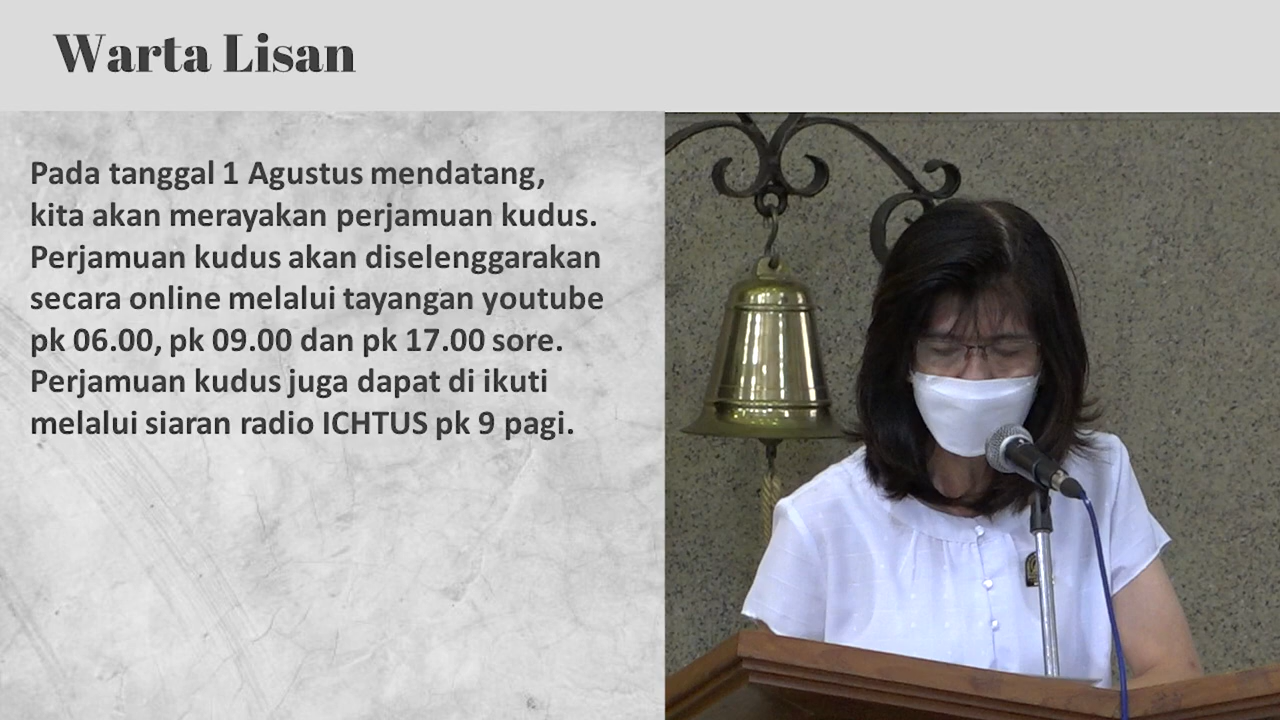 Warta Lisan
Pada tanggal 1 Agustus mendatang,
kita akan merayakan perjamuan kudus.
Perjamuan kudus akan diselenggarakan
secara online melalui tayangan youtube
pk 06.00, pk 09.00 dan pk 17.00 sore.
Perjamuan kudus juga dapat di ikuti
melalui siaran radio ICHTUS pk 9 pagi.